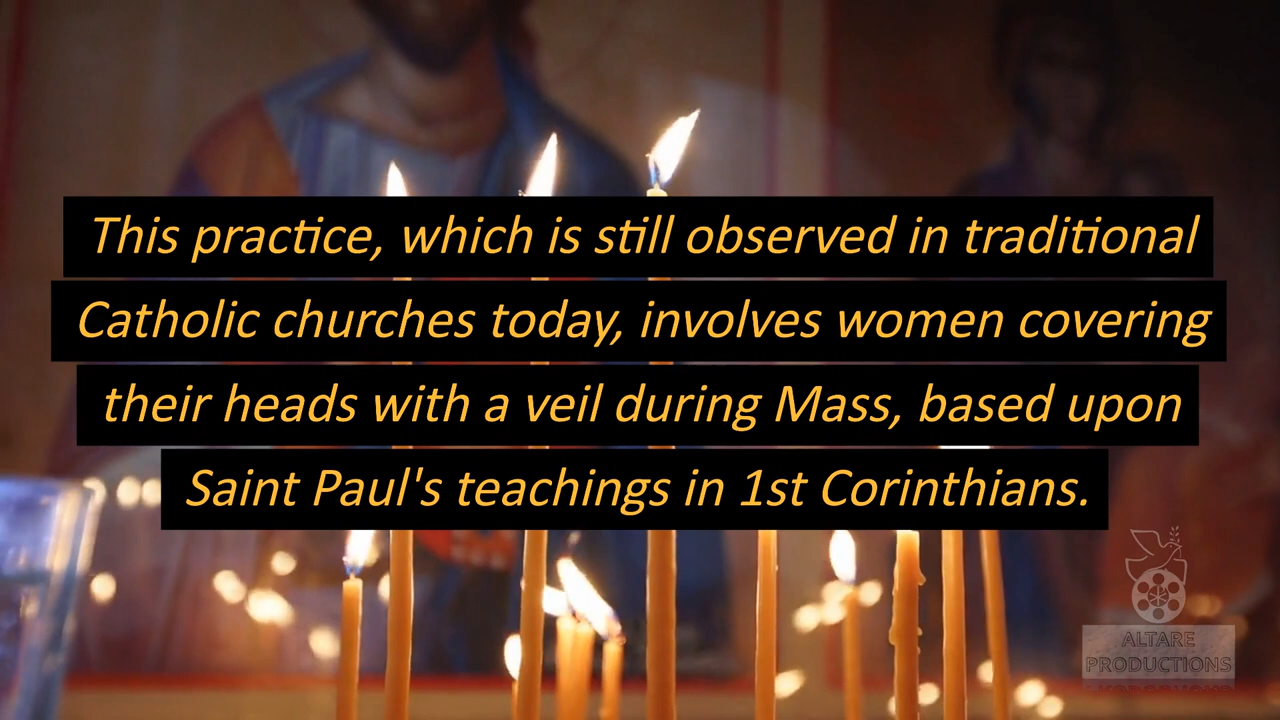 This practice, which is still observed in traditional
Catholic churches today, involves women covering
their heads with a veil during Mass, based upon
Saint Paul's teachings in 1st Corinthians.
ALTARE
PRODUCTIONS